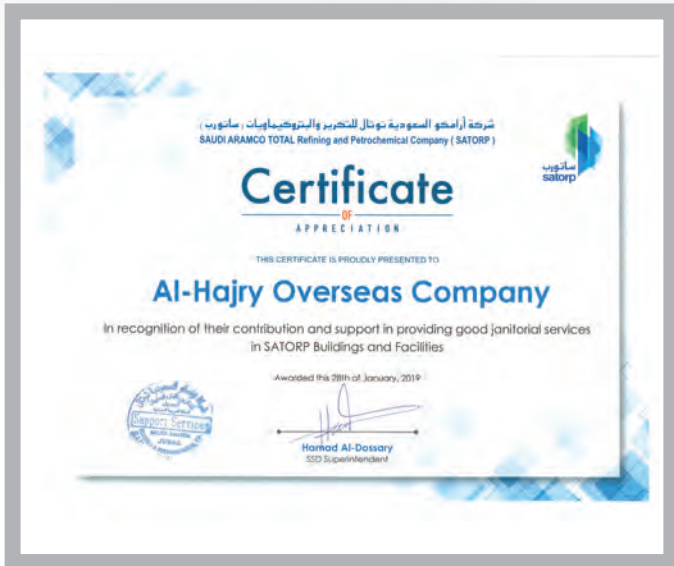 شركة أرامكو السعودية توتال للتكرير والبتروكيماويات ( ساتورب )
SAUDI ARAMCO TOTAL Refining and Petrochemical Company ( SATORP )
ساتورب
satorp
Certificate
OF
APPRECIATION
THIS CERTIFICATE IS PROUDLY PRESENTED TO
Al-Hajry Overseas Company
In recognition of their contribution and support in providing good janitorial services
in SATORP Buildings and Facilities
Awarded this 28th of January, 2019
Support Services
JUBAIL
Hamad Al-Dossary
SSD Superintendent